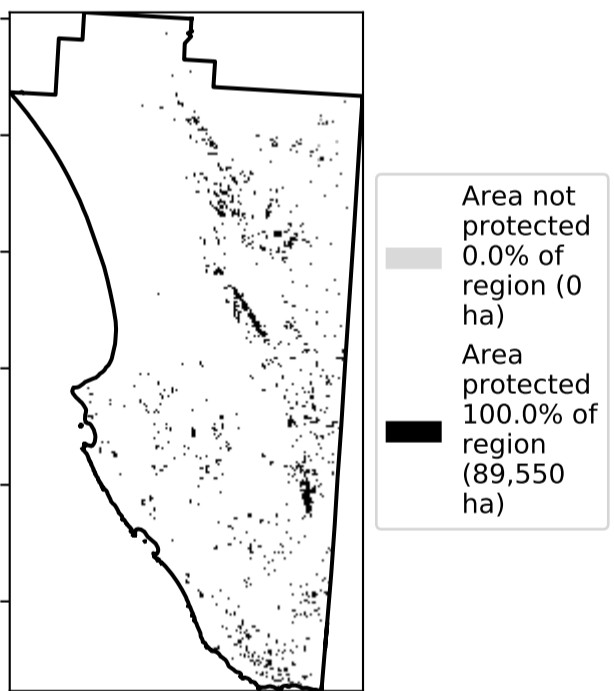 Area not
protected
0.0% of
region (0
ha)
Area
protected
100.0% of
region
(89,550
ha)